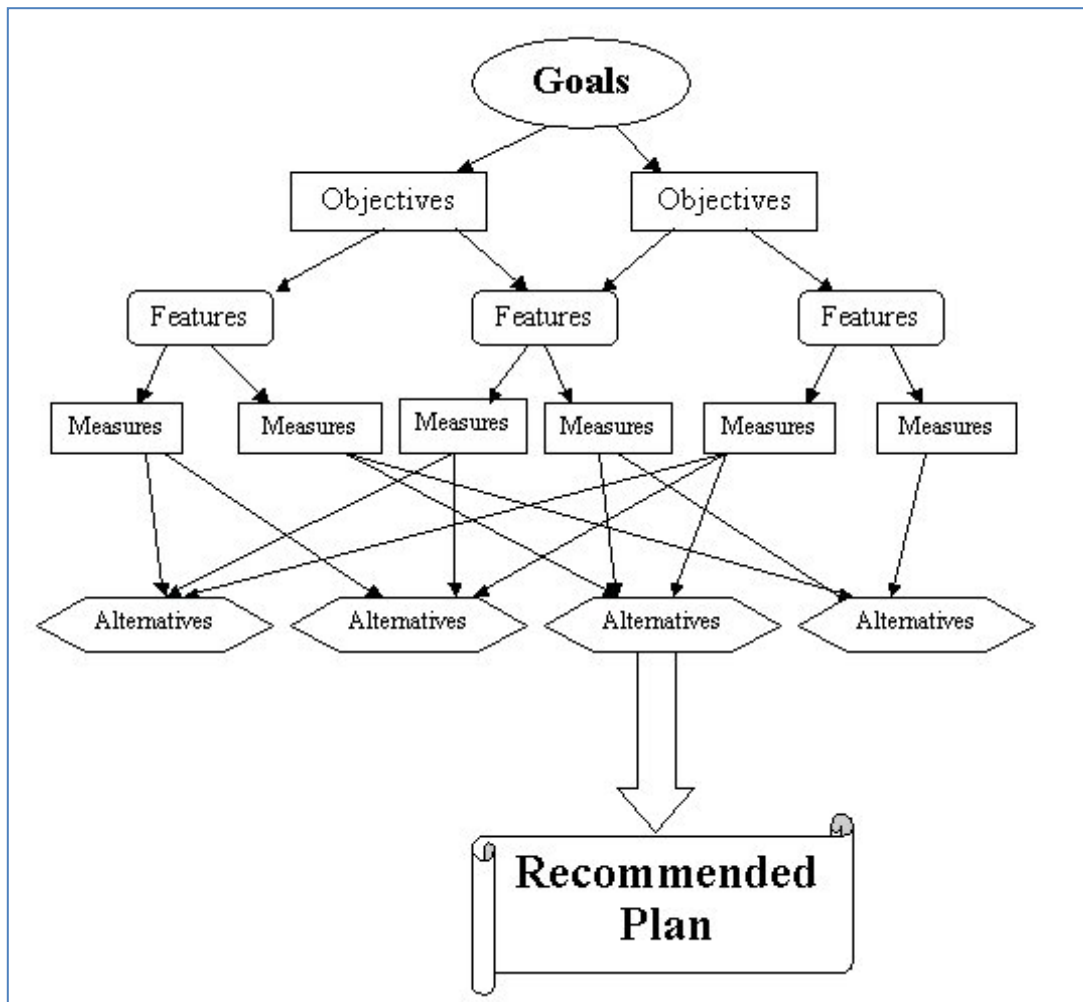 Goals
Objectives
Objectives
Features
Features
Features
Measures
Measures
Measures
Measures
Measures
Measures
Alternatives
Alternatives
Alternatives
Alternatives
Recommended
Plan